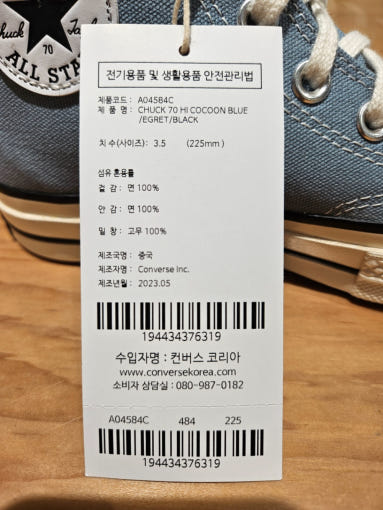 Chuck
70
ALL STA
전기용품 및 생활용품 안전관리법
제품코드 : A04584C
제 품 명 : CHUCK 70 HI COCOON BLUE
/EGRET/BLACK
치 수(사이즈) : 3.5 (225mm)
섬유 혼용률
겉 감 : 면 100%
안 감 : 면 100%
밑 창 : 고무 100%
제조국명 : 중국
제조자명 : Converse Inc.
제조년월 : 2023.05
194434376319
수입자명 : 컨버스 코리아
www.conversekorea.com
소비자 상담실 : 080-987-0182
A04584C 484 225
194434376319